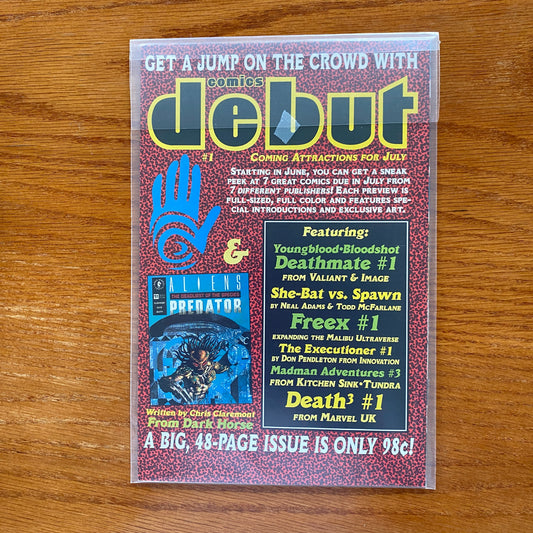 GET A JUMP ON THE CROWD WITH
comics
debut
#1
COMING ATTRACTIONS FOR JULY
STARTING IN JUNE, YOU CAN GET A SNEAK
PEEK AT 7 GREAT COMICS DUE IN JULY FROM
7 DIFFERENT PUBLISHERS! EACH PREVIEW IS
FULL-SIZED, FULL COLOR AND FEATURES SPE-
CIAL INTRODUCTIONS AND EXCLUSIVE ART.
&
ALIENS
THE DEADLIEST OF THE SPECIES
PREDATOR
Written by Chris Claremont
From Dark Horse
Featuring:
Youngblood•Bloodshot
Deathmate #1
FROM VALIANT & IMAGE
She-Bat vs. Spawn
BY NEAL ADAMS & TODD MCFARLANE
Freex #1
EXPANDING THE MALIBU ULTRAVERSE
The Executioner #1
BY DON PENDLETON FROM INNOVATION
Madman Adventures #3
FROM KITCHEN SINK•TUNDRA
Death³ #1
FROM MARVEL UK
A BIG, 48-PAGE ISSUE IS ONLY 98¢!